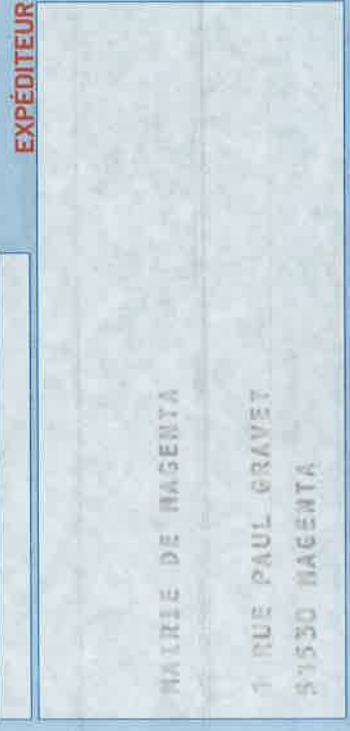 EXPÉDITEUR
MAIRIE DE MAGENTA
1 RUE PAUL GRAVET
51530 MAGENTA